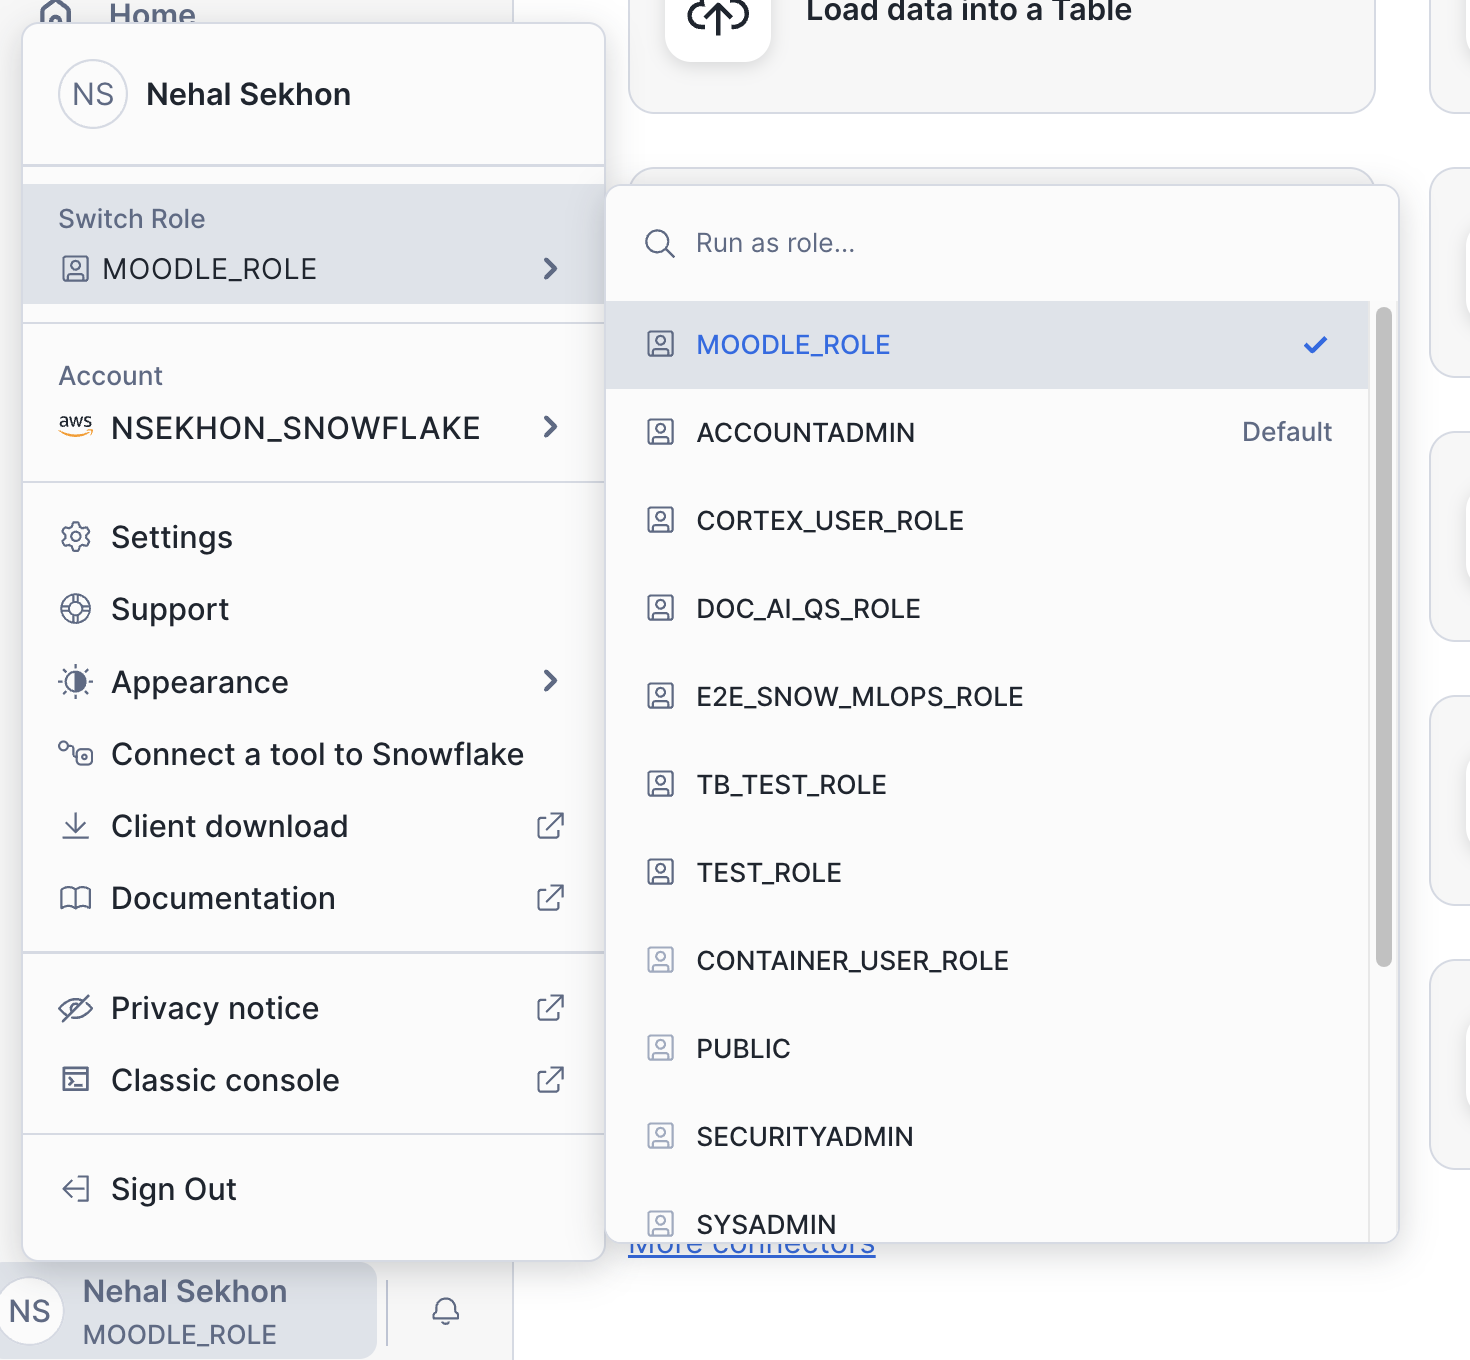 Home
Load data into a Table
NS
Nehal Sekhon
Switch Role
MOODLE_ROLE
Account
aws
NSEKHON_SNOWFLAKE
Settings
Support
Appearance
Connect a tool to Snowflake
Client download
Documentation
Privacy notice
Classic console
Sign Out
Run as role...
MOODLE_ROLE
ACCOUNTADMIN Default
CORTEX_USER_ROLE
DOC_AI_QS_ROLE
E2E_SNOW_MLOPS_ROLE
TB_TEST_ROLE
TEST_ROLE
CONTAINER_USER_ROLE
PUBLIC
SECURITYADMIN
SYSADMIN
More connectors
NS
Nehal Sekhon
MOODLE_ROLE